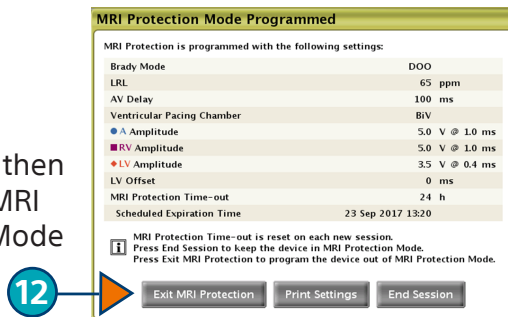 MRI Protection Mode Programmed
MRI Protection is programmed with the following settings:
Brady Mode DOO
LRL 65 ppm
AV Delay 100 ms
Ventricular Pacing Chamber BiV
A Amplitude 5.0 V @ 1.0 ms
RV Amplitude 5.0 V @ 1.0 ms
LV Amplitude 3.5 V @ 0.4 ms
LV Offset 0 ms
MRI Protection Time-out 24 h
Scheduled Expiration Time 23 Sep 2017 13:20
i MRI Protection Time-out is reset on each new session.
Press End Session to keep the device in MRI Protection Mode.
Press Exit MRI Protection to program the device out of MRI Protection Mode.
Exit MRI Protection Print Settings End Session
then
MRI
Mode
12